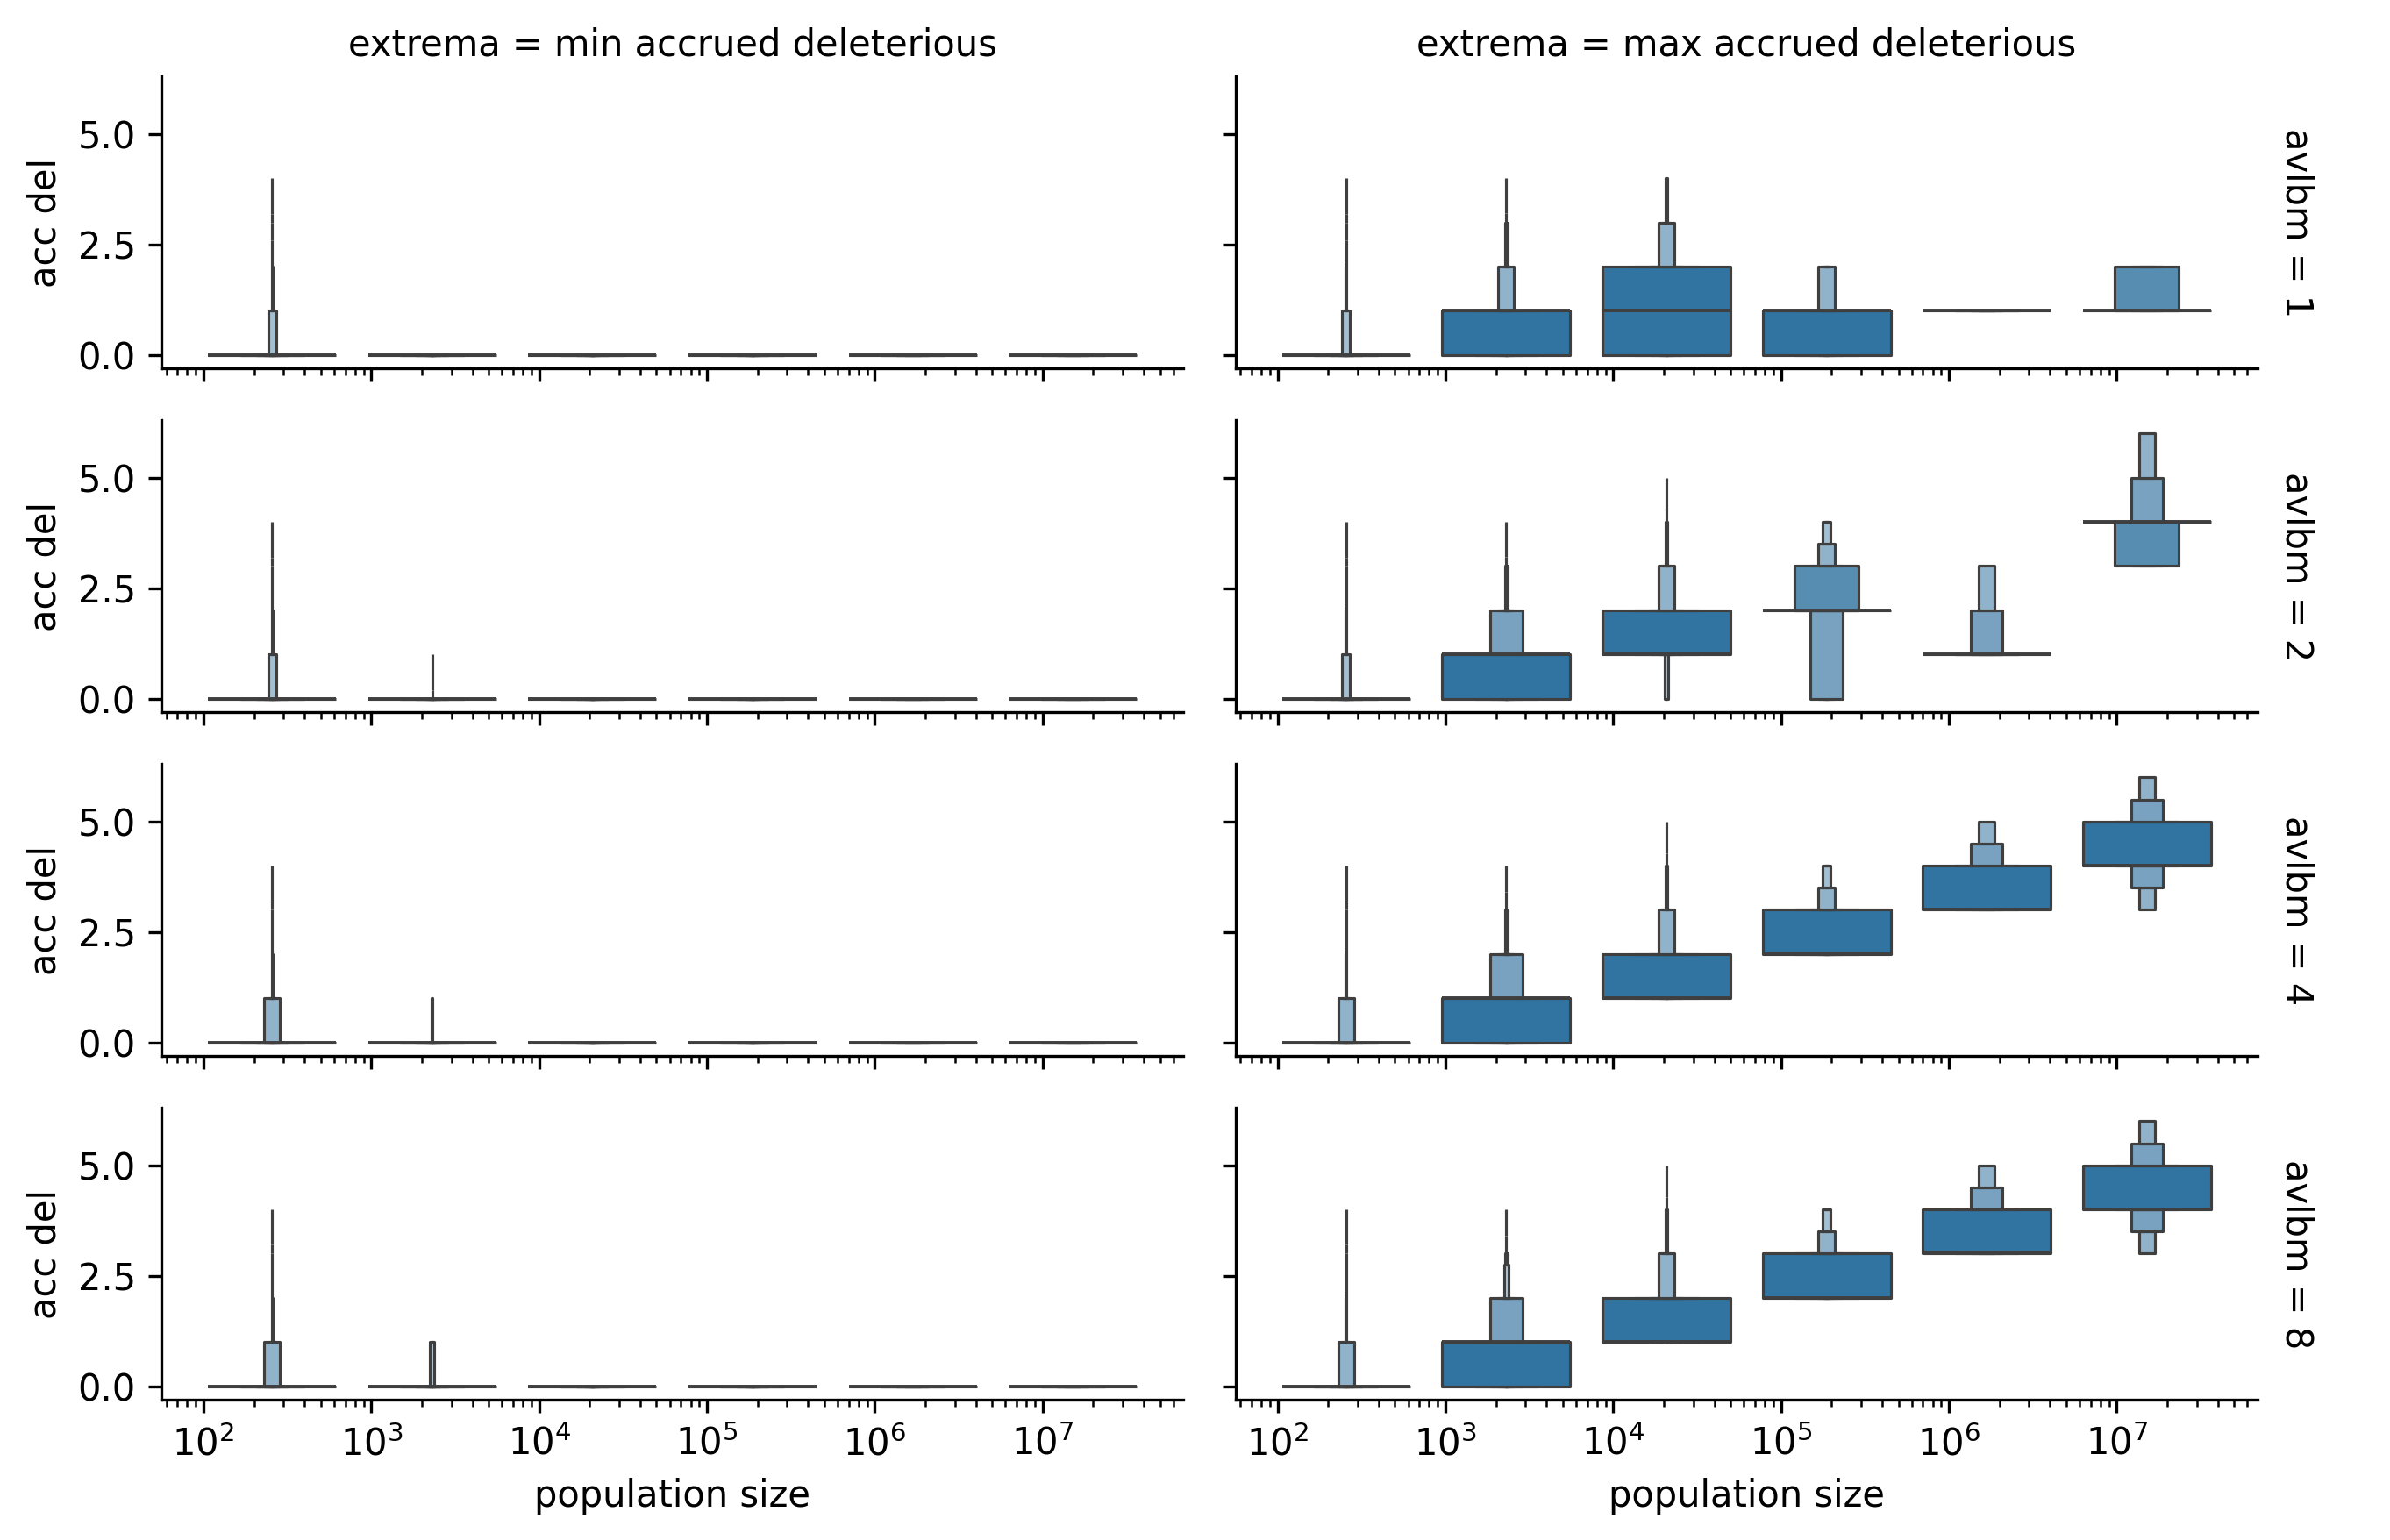 extrema = min accrued deleterious
extrema = max accrued deleterious
acc del
5.0
2.5
0.0
avlbm = 1
acc del
5.0
2.5
0.0
avlbm = 2
acc del
5.0
2.5
0.0
avlbm = 4
acc del
5.0
2.5
0.0
avlbm = 8
10² 10³ 10⁴ 10⁵ 10⁶ 10⁷
10² 10³ 10⁴ 10⁵ 10⁶ 10⁷
population size
population size